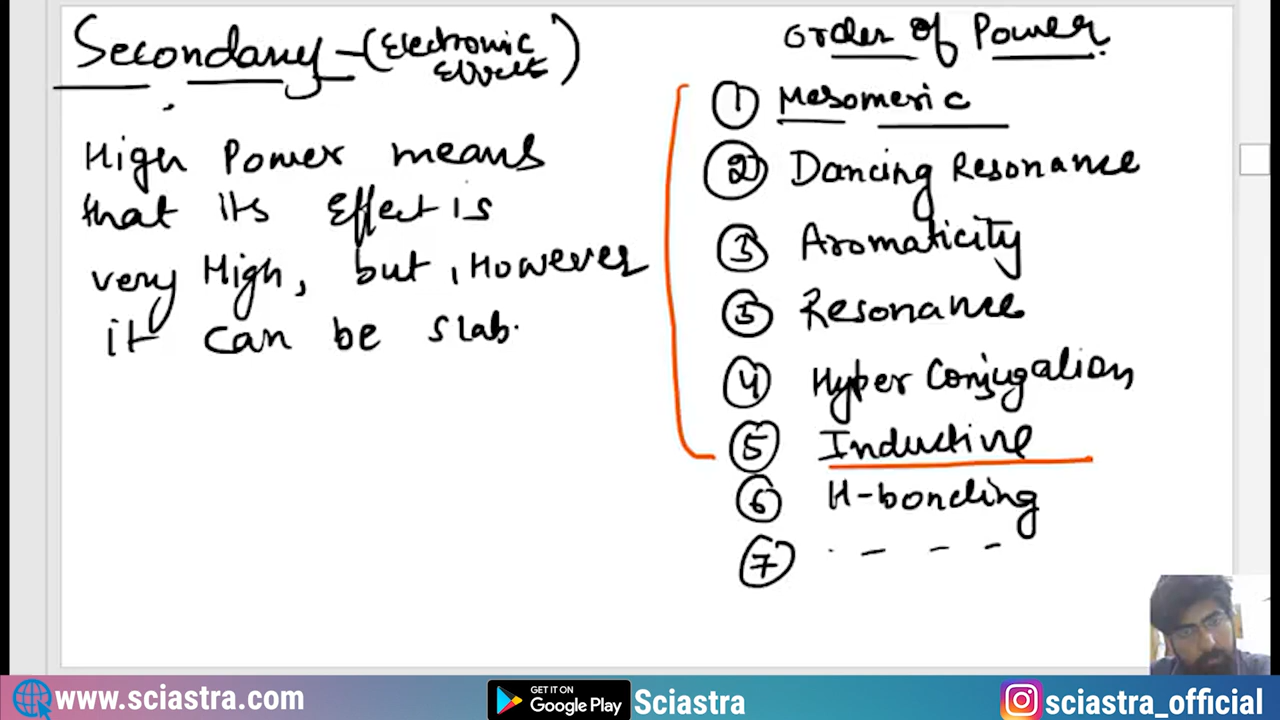 Secondary - (Electronic
Effect)
High Power means
that its Effect is
very High, but, However
it can be slab.
Order of Power
1 Mesomeric
2 Dancing Resonance
3 Aromaticity
3 Resonance
4 Hyper Conjugation
5 Inductive
6 H-bonding
7 - - - -
www.sciastra.com
GET IT ON
Google Play
Sciastra
sciastra_official